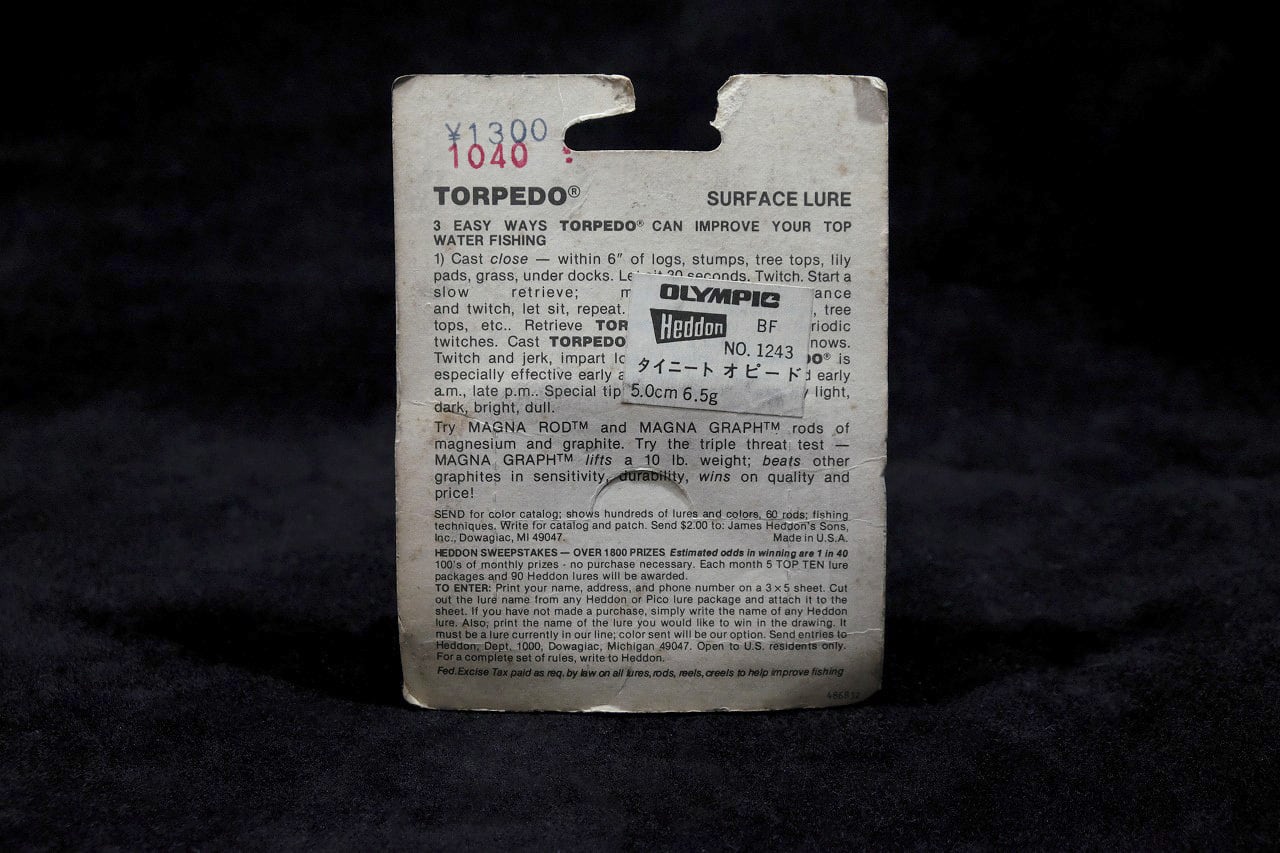 ¥1300
1040
TORPEDO® SURFACE LURE
3 EASY WAYS TORPEDO® CAN IMPROVE YOUR TOP
WATER FISHING
1) Cast close — within 6″ of logs, stumps, tree tops, lily
pads, grass, under docks. Let it 30 seconds. Twitch. Start a
slow retrieve;
and twitch, let sit, repeat. , tree
tops, etc.. Retrieve
twitches. Cast TORPEDO
Twitch and jerk, impart is
especially effective early early
a.m., late p.m.. Special tip light,
dark, bright, dull.
OLYMPIC
Heddon BF
NO. 1243
タイニート オピード
5.0cm 6.5g
Try MAGNA ROD™ and MAGNA GRAPH™ rods of
magnesium and graphite. Try the triple threat test —
MAGNA GRAPH™ lifts a 10 lb. weight; beats other
graphites in sensitivity, durability, wins on quality and
price!
SEND for color catalog; shows hundreds of lures and colors, 60 rods; fishing
techniques. Write for catalog and patch. Send $2.00 to: James Heddon's Sons,
Inc., Dowagiac, MI 49047. Made in U.S.A.
HEDDON SWEEPSTAKES — OVER 1800 PRIZES Estimated odds in winning are 1 in 40
100's of monthly prizes - no purchase necessary. Each month 5 TOP TEN lure
packages and 90 Heddon lures will be awarded.
TO ENTER: Print your name, address, and phone number on a 3 × 5 sheet. Cut
out the lure name from any Heddon or Pico lure package and attach it to the
sheet. If you have not made a purchase, simply write the name of any Heddon
lure. Also, print the name of the lure you would like to win in the drawing. It
must be a lure currently in our line; color sent will be our option. Send entries to
Heddon, Dept. 1000, Dowagiac, Michigan 49047. Open to U.S. residents only.
For a complete set of rules, write to Heddon.
Fed.Excise Tax paid as req. by law on all lures, rods, reels, creels to help improve fishing